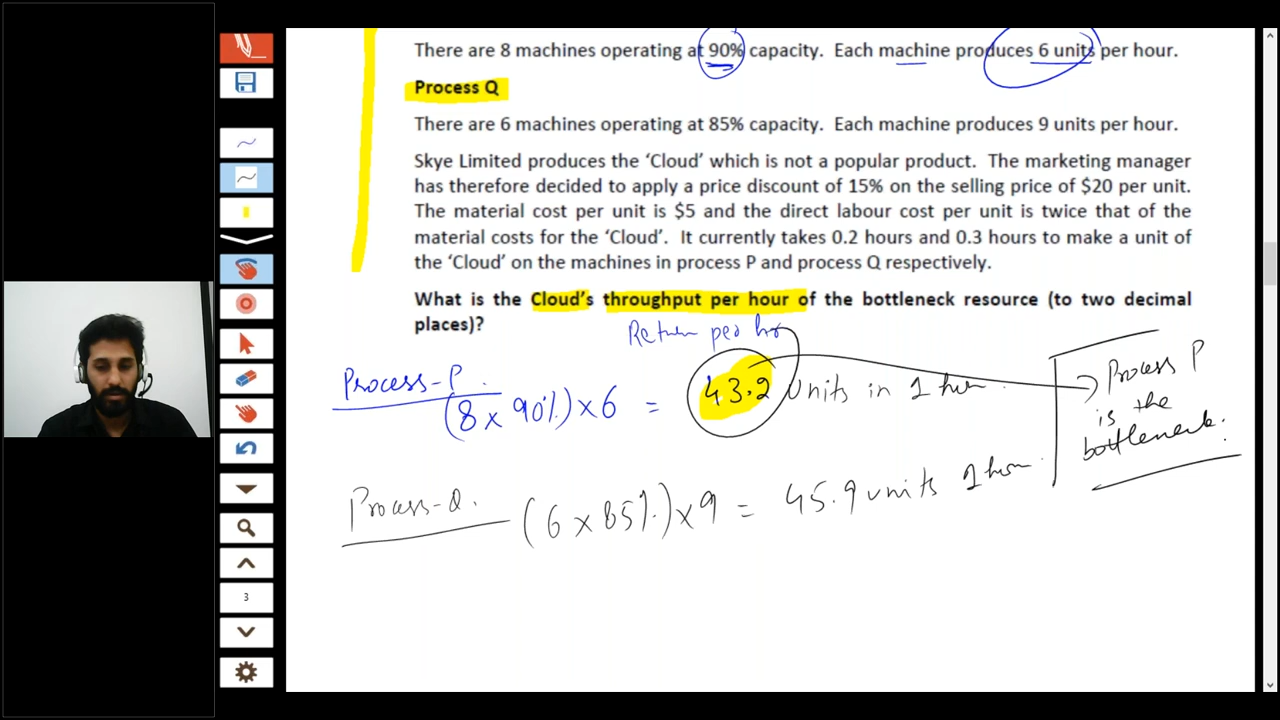 There are 8 machines operating at 90% capacity. Each machine produces 6 units per hour.
Process Q
There are 6 machines operating at 85% capacity. Each machine produces 9 units per hour.
Skye Limited produces the ‘Cloud’ which is not a popular product. The marketing manager
has therefore decided to apply a price discount of 15% on the selling price of $20 per unit.
The material cost per unit is $5 and the direct labour cost per unit is twice that of the
material costs for the ‘Cloud’. It currently takes 0.2 hours and 0.3 hours to make a unit of
the ‘Cloud’ on the machines in process P and process Q respectively.
What is the Cloud’s throughput per hour of the bottleneck resource (to two decimal
places)?
Return per hr
Process-P
(8 x 90%) x 6 = 43.2 Units in 1 hour.
Process P
is the
bottleneck.
Process-Q.
(6 x 85%) x 9 = 45.9 units 1 hour.
3